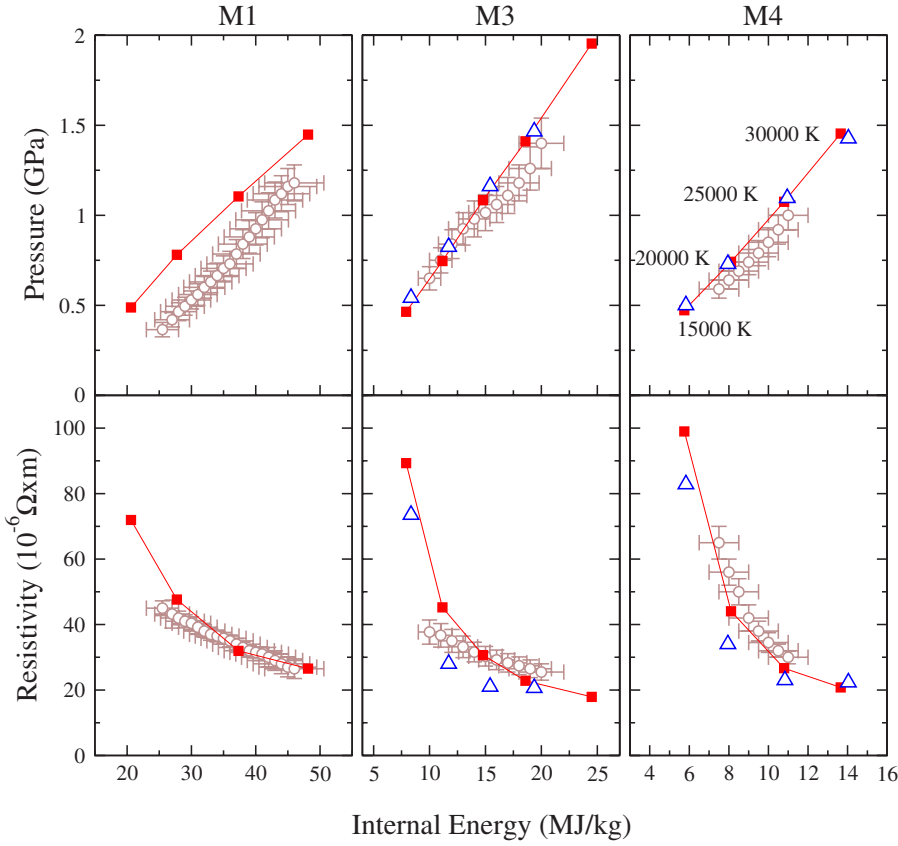 M1 M3 M4
2
1.5
1
0.5
0
Pressure (GPa)
30000 K
25000 K
20000 K
15000 K
100
80
60
40
20
0
Resistivity (10⁻⁶Ωxm)
20 30 40 50 5 10 15 20 25 4 6 8 10 12 14 16
Internal Energy (MJ/kg)